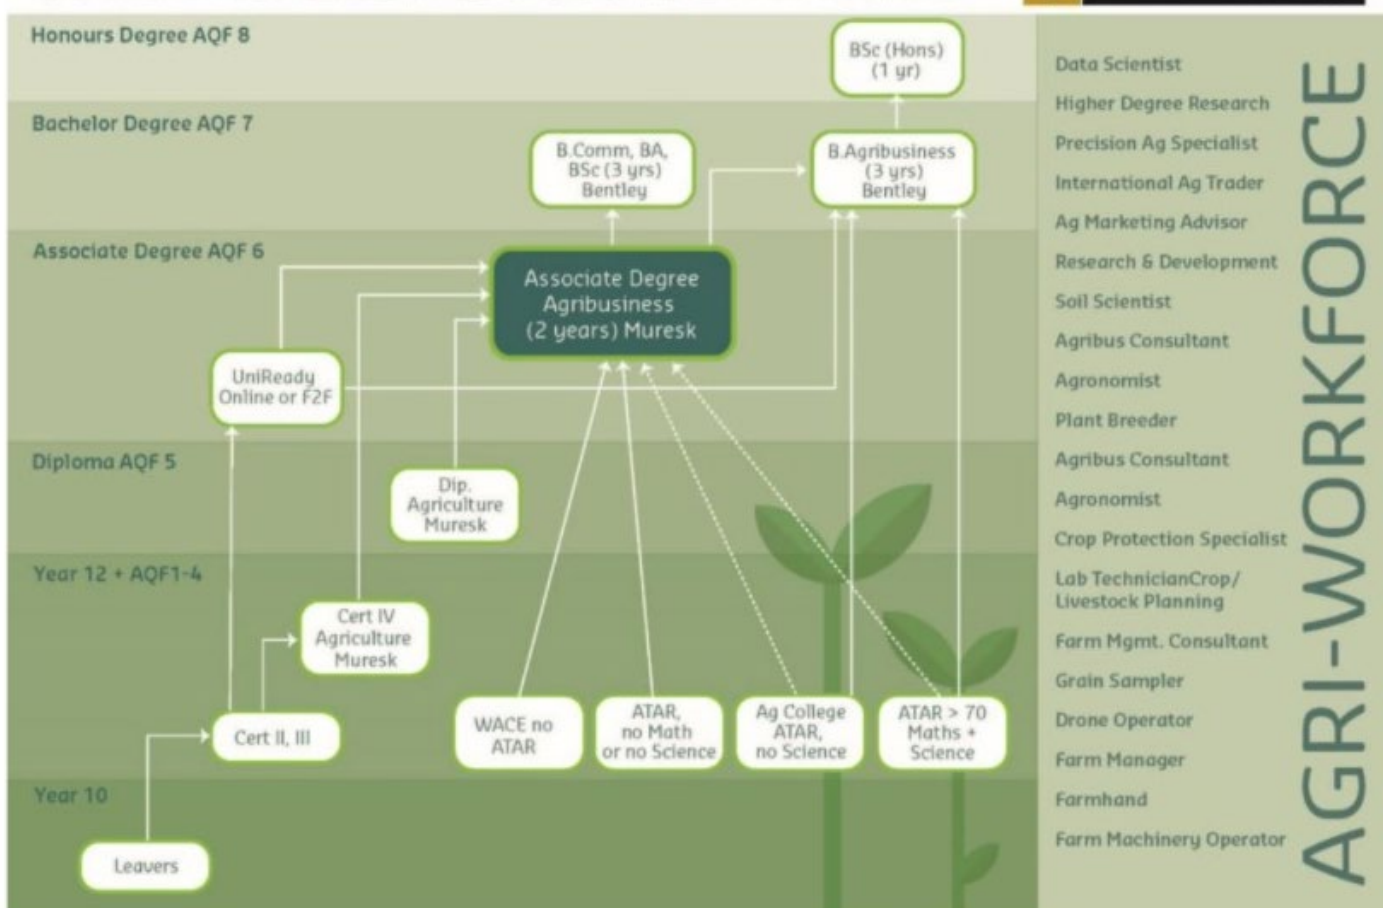 Honours Degree AQF 8
BSc (Hons)
(1 yr)
Bachelor Degree AQF 7
B.Comm, BA,
BSc (3 yrs)
Bentley
B.Agribusiness
(3 yrs)
Bentley
Associate Degree AQF 6
Associate Degree
Agribusiness
(2 years) Muresk
UniReady
Online or F2F
Diploma AQF 5
Dip.
Agriculture
Muresk
Year 12 + AQF1-4
Cert IV
Agriculture
Muresk
Cert II, III
WACE no
ATAR
ATAR,
no Math
or no Science
Ag College
ATAR,
no Science
ATAR > 70
Maths +
Science
Year 10
Leavers
Data Scientist
Higher Degree Research
Precision Ag Specialist
International Ag Trader
Ag Marketing Advisor
Research & Development
Soil Scientist
Agribus Consultant
Agronomist
Plant Breeder
Agribus Consultant
Agronomist
Crop Protection Specialist
Lab TechnicianCrop/
Livestock Planning
Farm Mgmt. Consultant
Grain Sampler
Drone Operator
Farm Manager
Farmhand
Farm Machinery Operator
AGRI-WORKFORCE